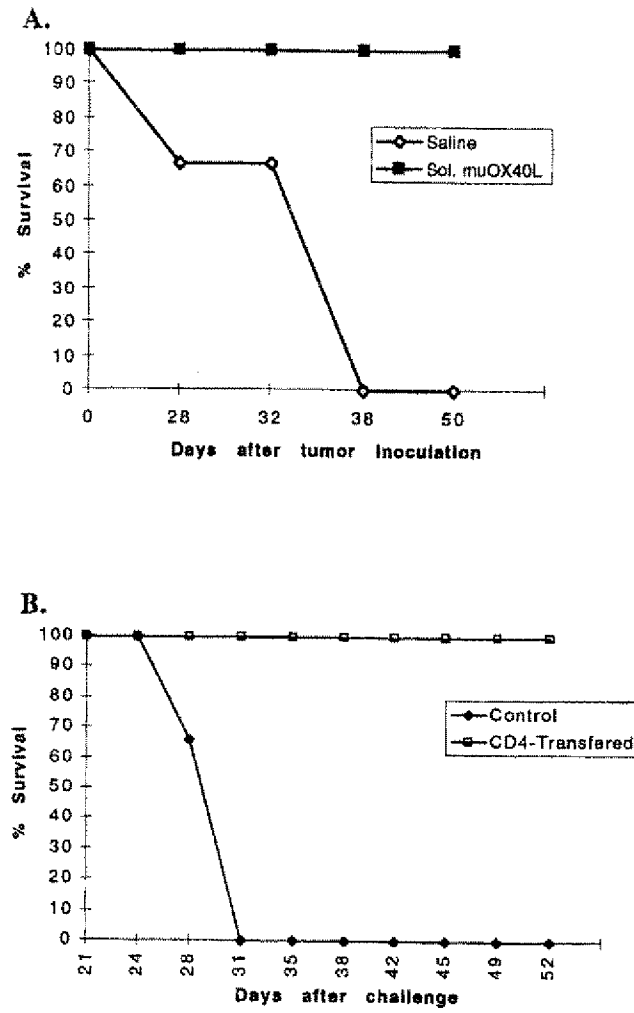 A.
% Survival
100
90
80
70
60
50
40
30
20
10
0
0 28 32 38 50
Days after tumor Inoculation
Saline
Sol. muOX40L
B.
% Survival
100
90
80
70
60
50
40
30
20
10
0
21 24 28 31 35 38 42 45 49 52
Days after challenge
Control
CD4-Transfered